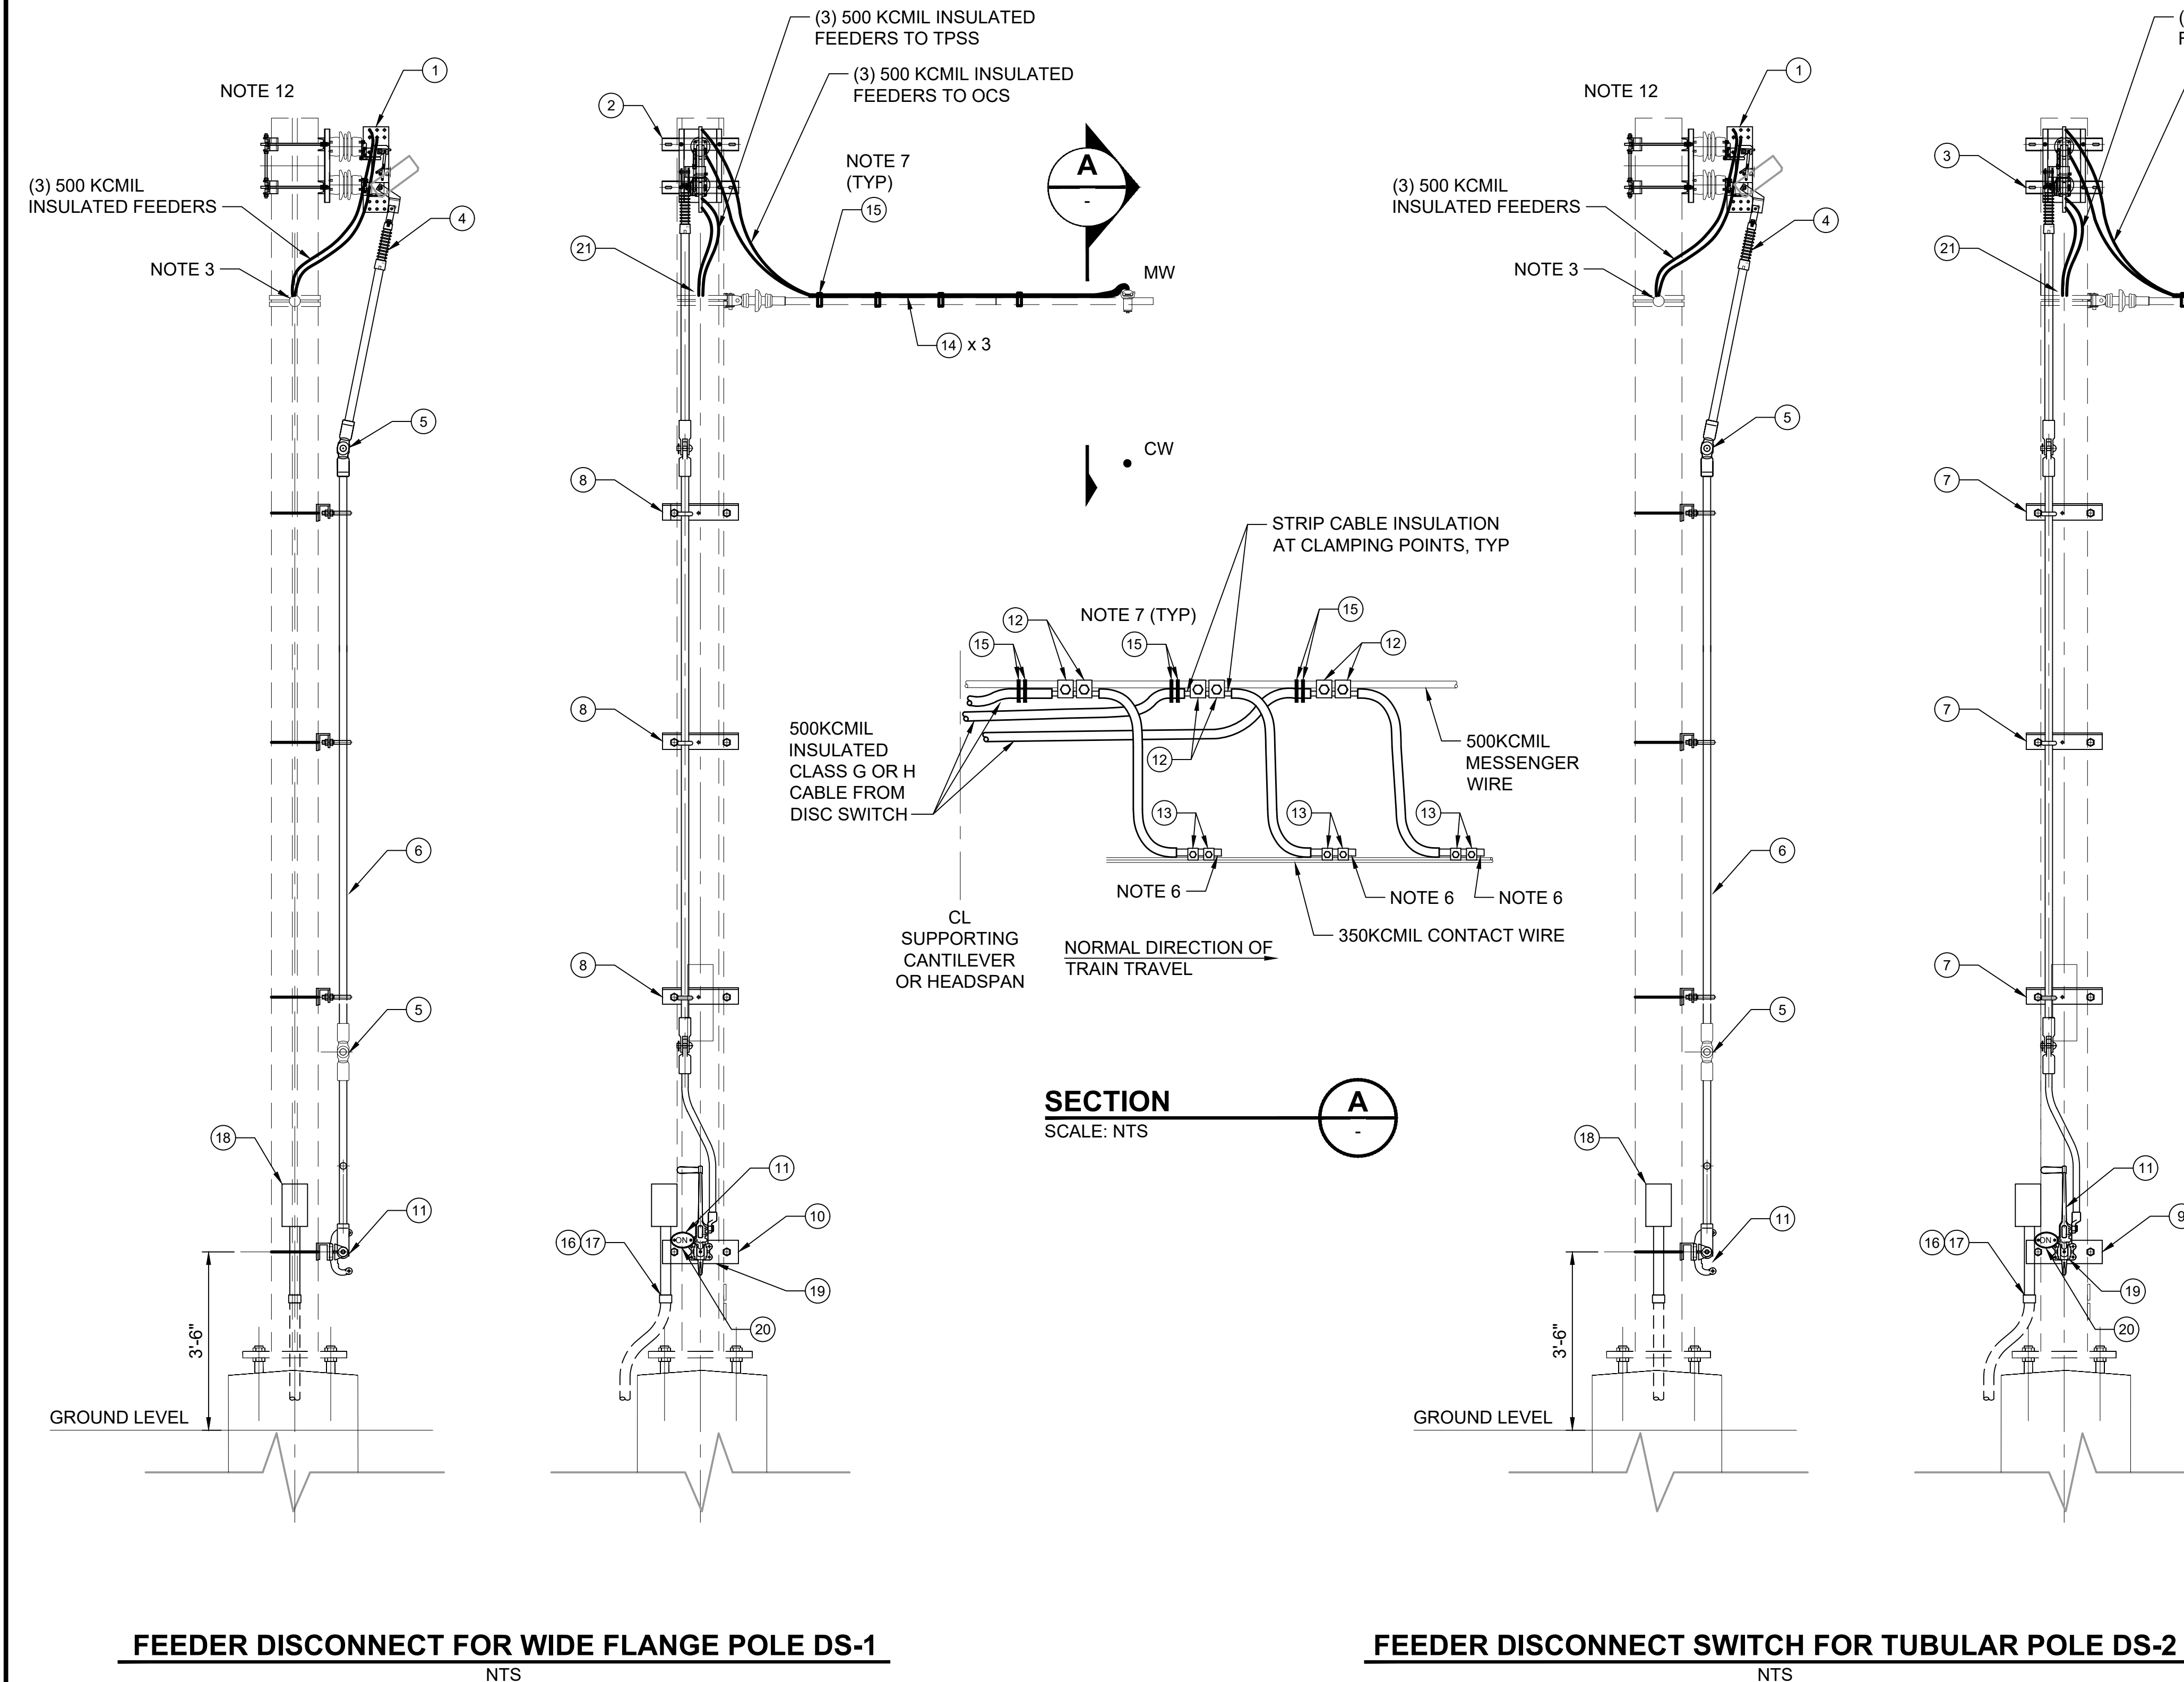 (3) 500 KCMIL INSULATED
FEEDERS TO TPSS
(3) 500 KCMIL INSULATED
FEEDERS TO OCS
NOTE 12
1
2
(3) 500 KCMIL
INSULATED FEEDERS
4
NOTE 3
21
NOTE 7
(TYP)
15
A
-
MW
14 x 3
5
8
CW
8
6
8
5
18
11
11
10
16 17
19
20
3'-6"
GROUND LEVEL
STRIP CABLE INSULATION
AT CLAMPING POINTS, TYP
NOTE 7 (TYP)
15
12
15
15
12
12
500KCMIL
INSULATED
CLASS G OR H
CABLE FROM
DISC SWITCH
500KCMIL
MESSENGER
WIRE
13
13
13
NOTE 6
NOTE 6
NOTE 6
350KCMIL CONTACT WIRE
CL
SUPPORTING
CANTILEVER
OR HEADSPAN
NORMAL DIRECTION OF
TRAIN TRAVEL
SECTION
SCALE: NTS
A
-
FEEDER DISCONNECT FOR WIDE FLANGE POLE DS-1
NTS
NOTE 12
1
3
(3) 500 KCMIL
INSULATED FEEDERS
4
NOTE 3
21
5
7
7
6
7
5
18
11
11
9
16 17
19
20
3'-6"
GROUND LEVEL
ON
ON
FEEDER DISCONNECT SWITCH FOR TUBULAR POLE DS-2
NTS